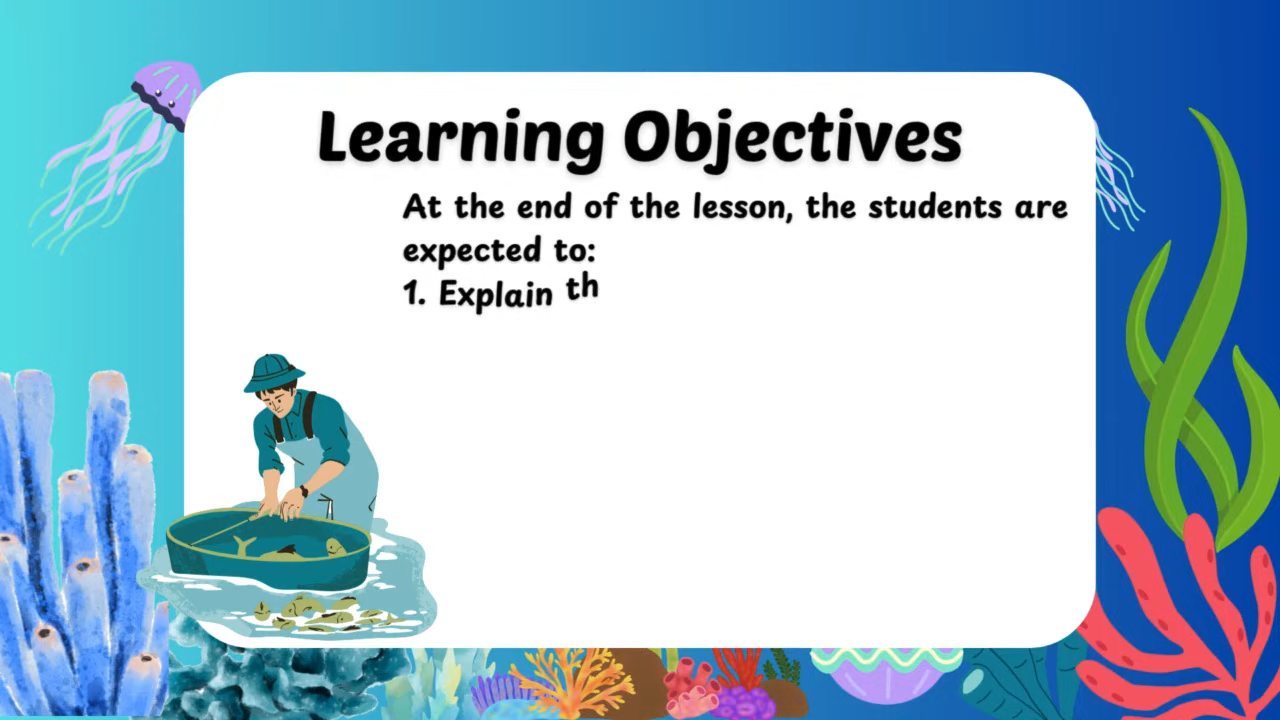 Learning Objectives
At the end of the lesson, the students are
expected to:
1. Explain th